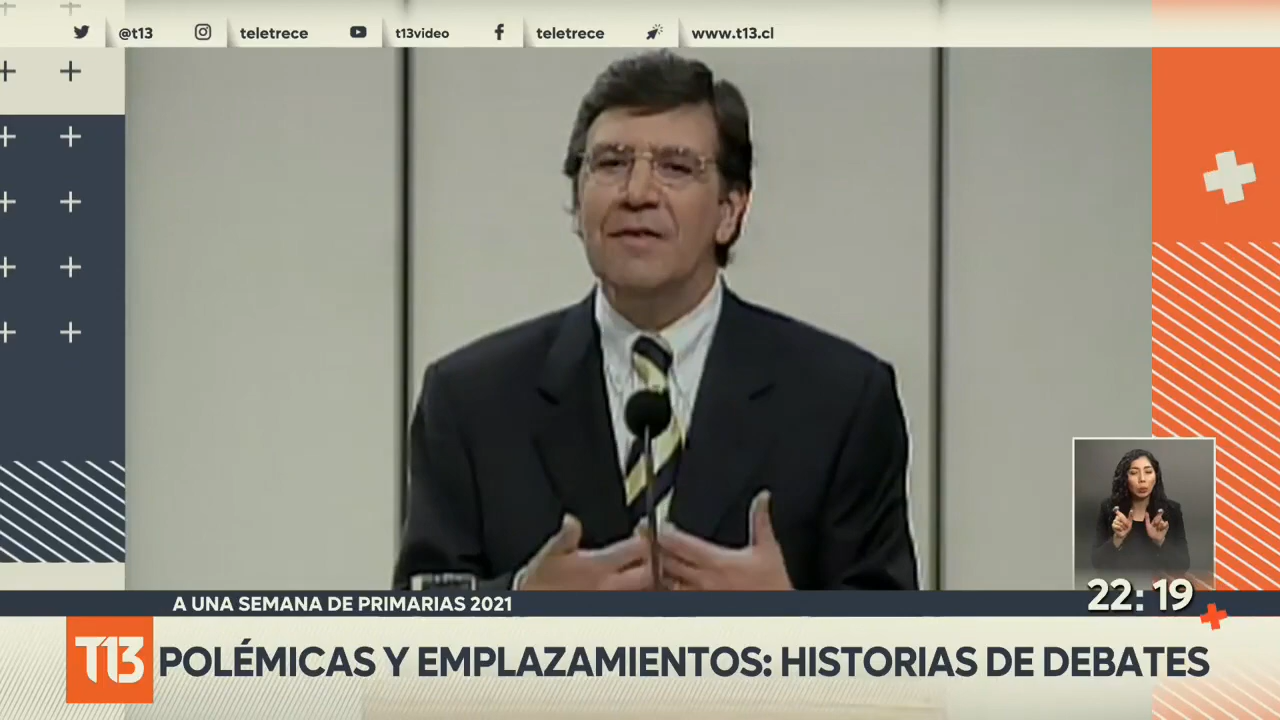 @t13 teletrece t13video teletrece www.t13.cl
22:19
A UNA SEMANA DE PRIMARIAS 2021
T13 POLÉMICAS Y EMPLAZAMIENTOS: HISTORIAS DE DEBATES